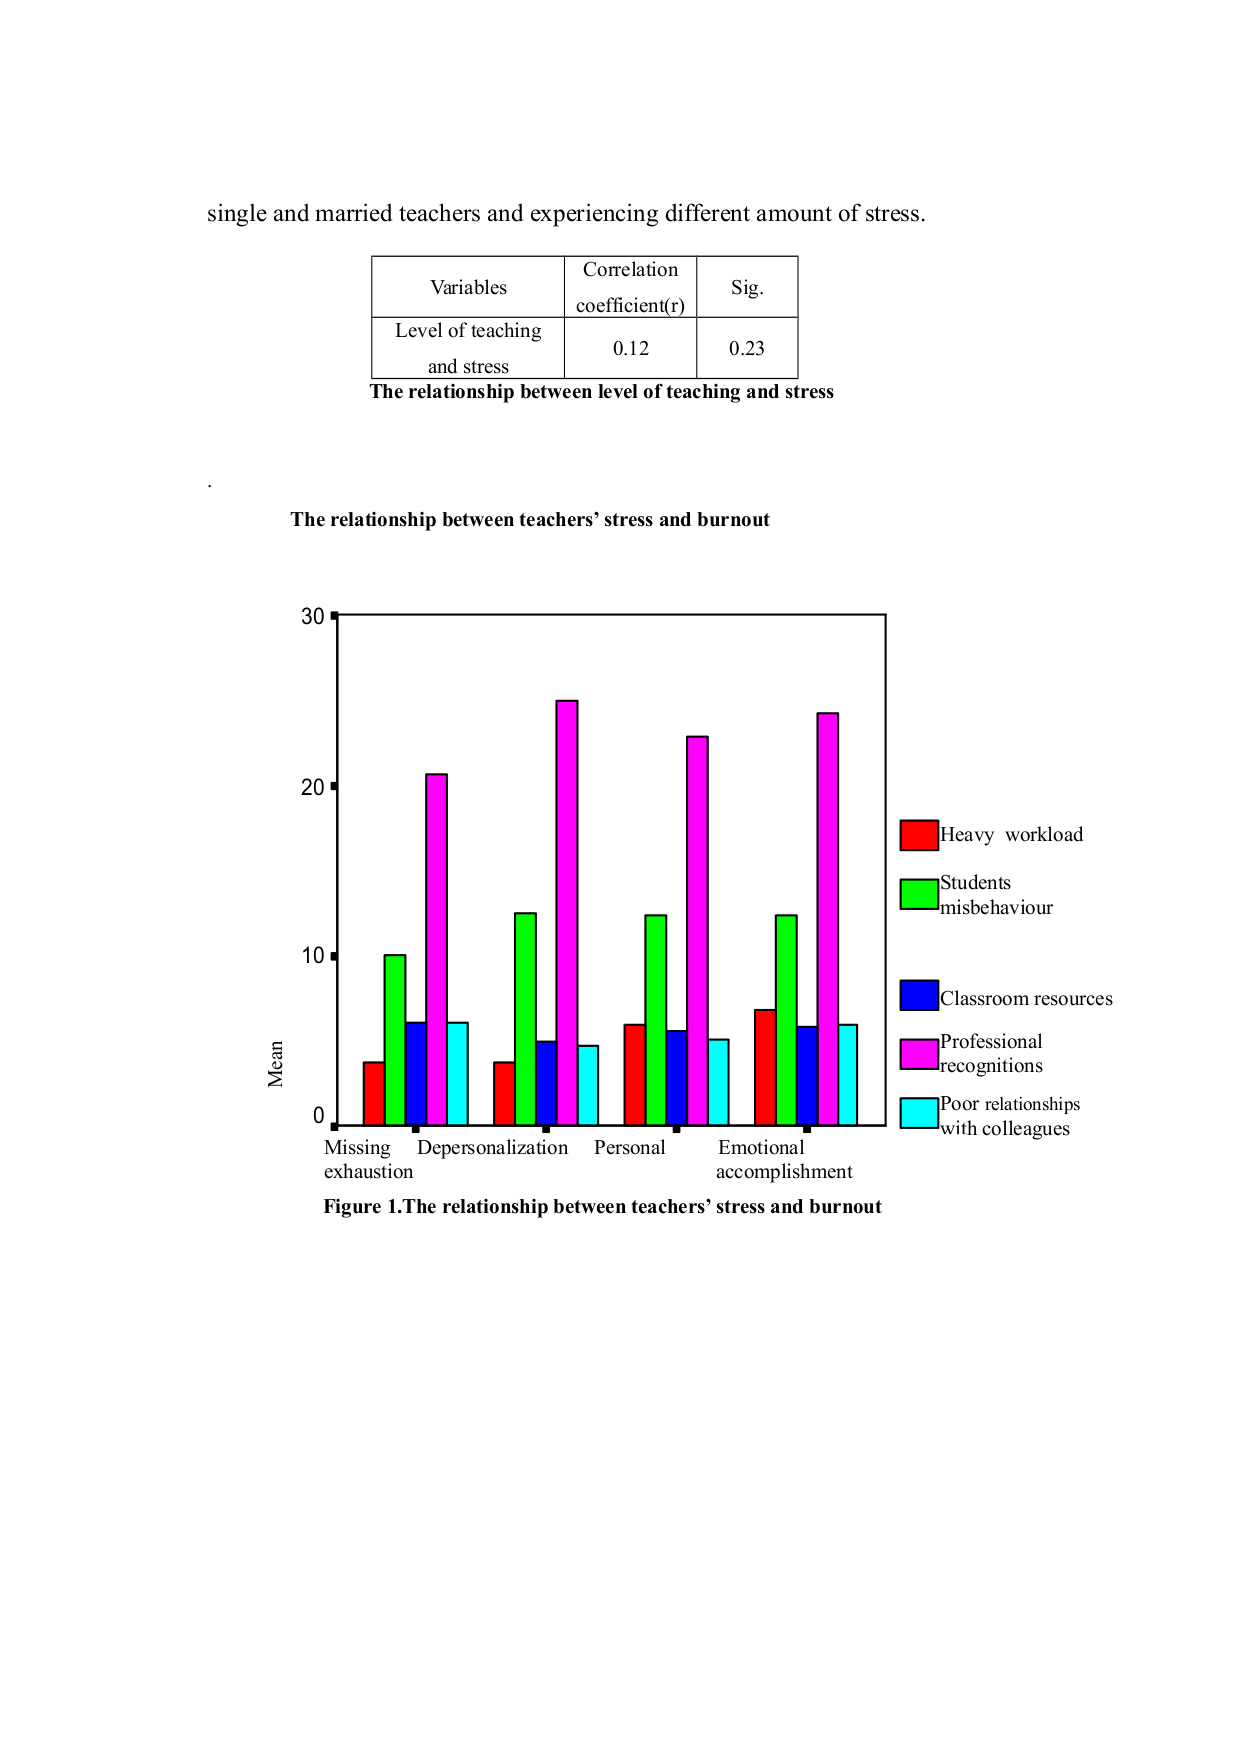 single and married teachers and experiencing different amount of stress.
Variables
Correlation
coefficient(r)
Sig.
Level of teaching
and stress
0.12
0.23
The relationship between level of teaching and stress
.
The relationship between teachers’ stress and burnout
30
20
10
0
Mean
Heavy  workload
Students
misbehaviour
Classroom resources
Professional
recognitions
Poor relationships
with colleagues
Missing
exhaustion
Depersonalization
Personal
Emotional
accomplishment
Figure 1.The relationship between teachers’ stress and burnout